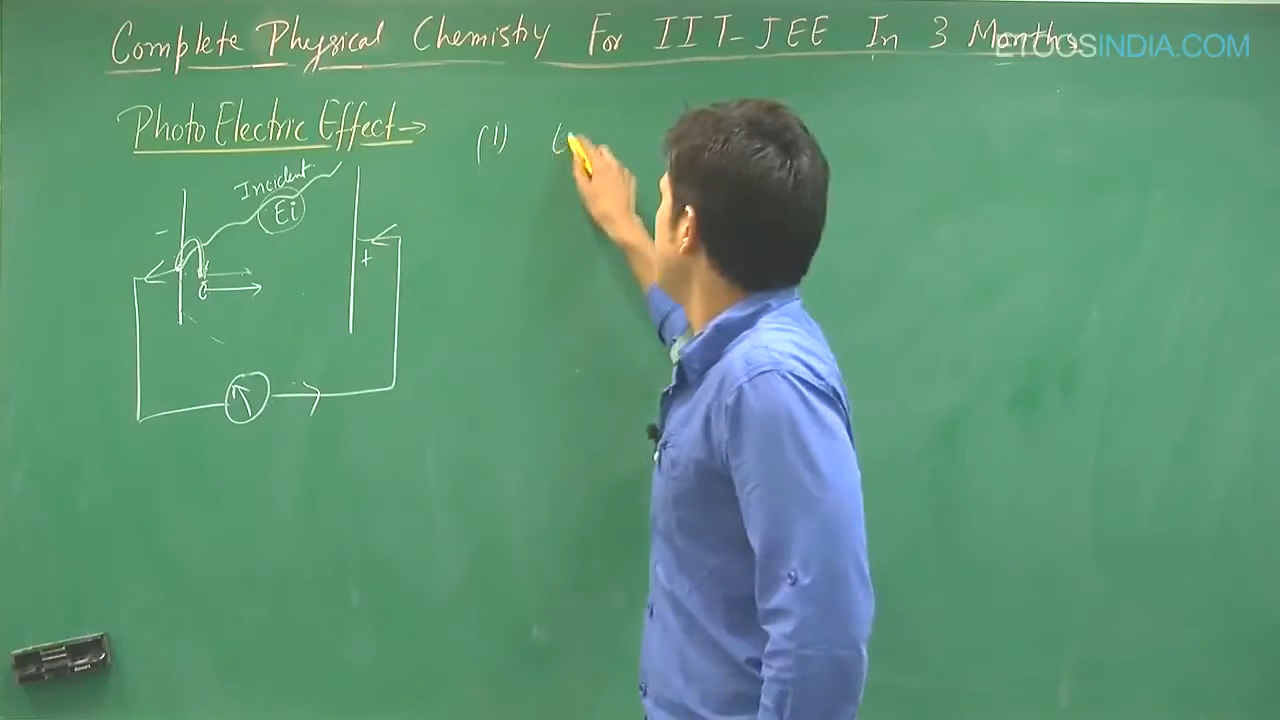 Complete Physical Chemistry For IIT-JEE In 3 Months
ETOOSINDIA.COM
Photo Electric Effect →
(1) (
Incident
Ei
-
+
e